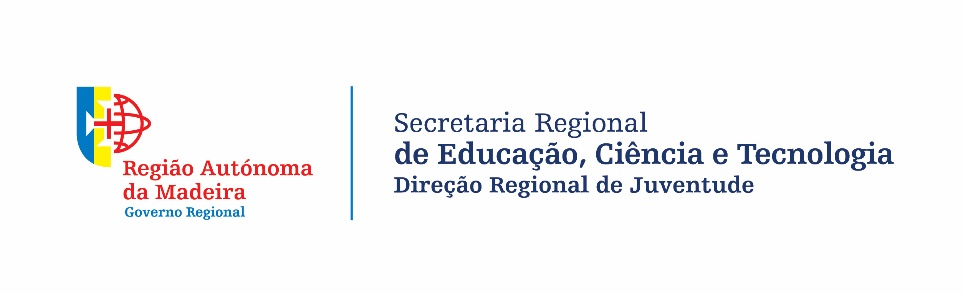 Região Autónoma
da Madeira
Governo Regional
Secretaria Regional
de Educação, Ciência e Tecnologia
Direção Regional de Juventude